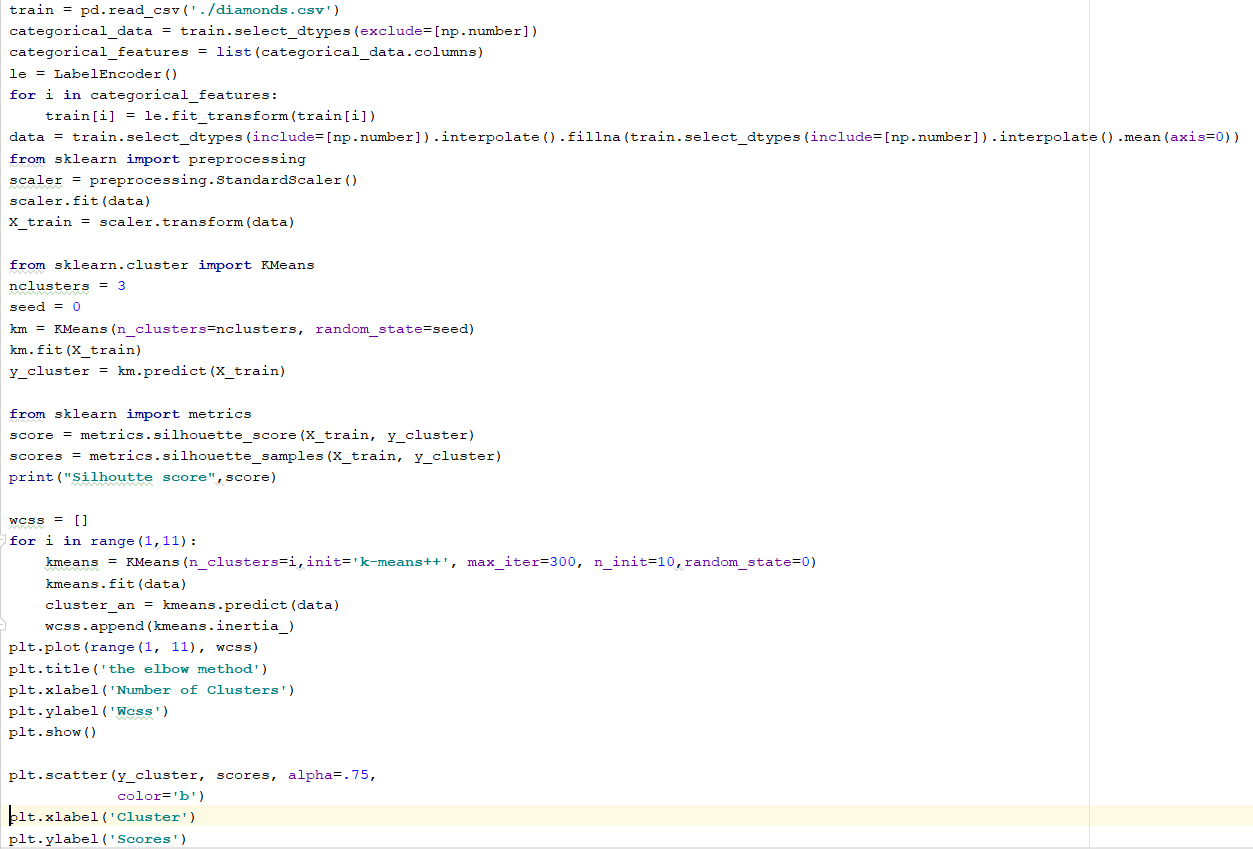 train = pd.read_csv('./diamonds.csv')
categorical_data = train.select_dtypes(exclude=[np.number])
categorical_features = list(categorical_data.columns)
le = LabelEncoder()
for i in categorical_features:
    train[i] = le.fit_transform(train[i])
data = train.select_dtypes(include=[np.number]).interpolate().fillna(train.select_dtypes(include=[np.number]).interpolate().mean(axis=0))
from sklearn import preprocessing
scaler = preprocessing.StandardScaler()
scaler.fit(data)
X_train = scaler.transform(data)

from sklearn.cluster import KMeans
nclusters = 3
seed = 0
km = KMeans(n_clusters=nclusters, random_state=seed)
km.fit(X_train)
y_cluster = km.predict(X_train)

from sklearn import metrics
score = metrics.silhouette_score(X_train, y_cluster)
scores = metrics.silhouette_samples(X_train, y_cluster)
print("Silhoutte score",score)

wcss = []
for i in range(1,11):
    kmeans = KMeans(n_clusters=i,init='k-means++', max_iter=300, n_init=10,random_state=0)
    kmeans.fit(data)
    cluster_an = kmeans.predict(data)
    wcss.append(kmeans.inertia_)
plt.plot(range(1, 11), wcss)
plt.title('the elbow method')
plt.xlabel('Number of Clusters')
plt.ylabel('Wcss')
plt.show()

plt.scatter(y_cluster, scores, alpha=.75,
            color='b')
plt.xlabel('Cluster')
plt.ylabel('Scores')